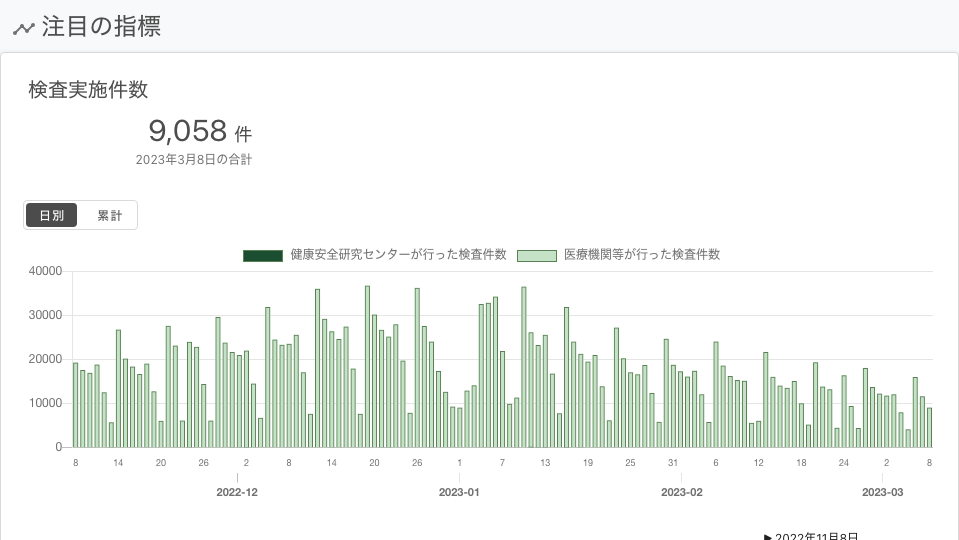 注目の指標
検査実施件数
9,058 件
2023年3月8日の合計
日別 累計
健康安全研究センターが行った検査件数 医療機関等が行った検査件数
40000
30000
20000
10000
0
8 14 20 26 2 8 14 20 26 1 7 13 19 25 31 6 12 18 24 2 8
2022-12 2023-01 2023-02 2023-03
▶ 2022年11月8日